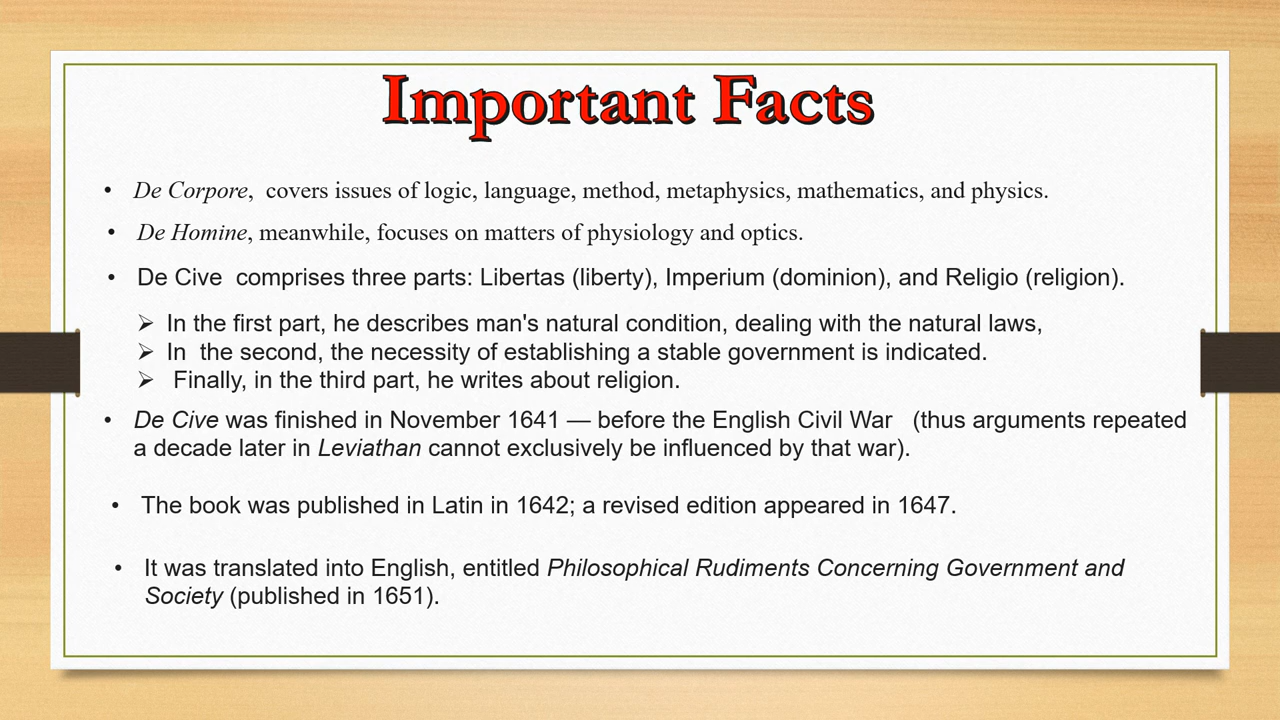 Important Facts
• De Corpore,  covers issues of logic, language, method, metaphysics, mathematics, and physics.
• De Homine, meanwhile, focuses on matters of physiology and optics.
• De Cive  comprises three parts: Libertas (liberty), Imperium (dominion), and Religio (religion).
➢ In the first part, he describes man's natural condition, dealing with the natural laws,
➢ In  the second, the necessity of establishing a stable government is indicated.
➢ Finally, in the third part, he writes about religion.
• De Cive was finished in November 1641 — before the English Civil War   (thus arguments repeated
a decade later in Leviathan cannot exclusively be influenced by that war).
• The book was published in Latin in 1642; a revised edition appeared in 1647.
• It was translated into English, entitled Philosophical Rudiments Concerning Government and
Society (published in 1651).